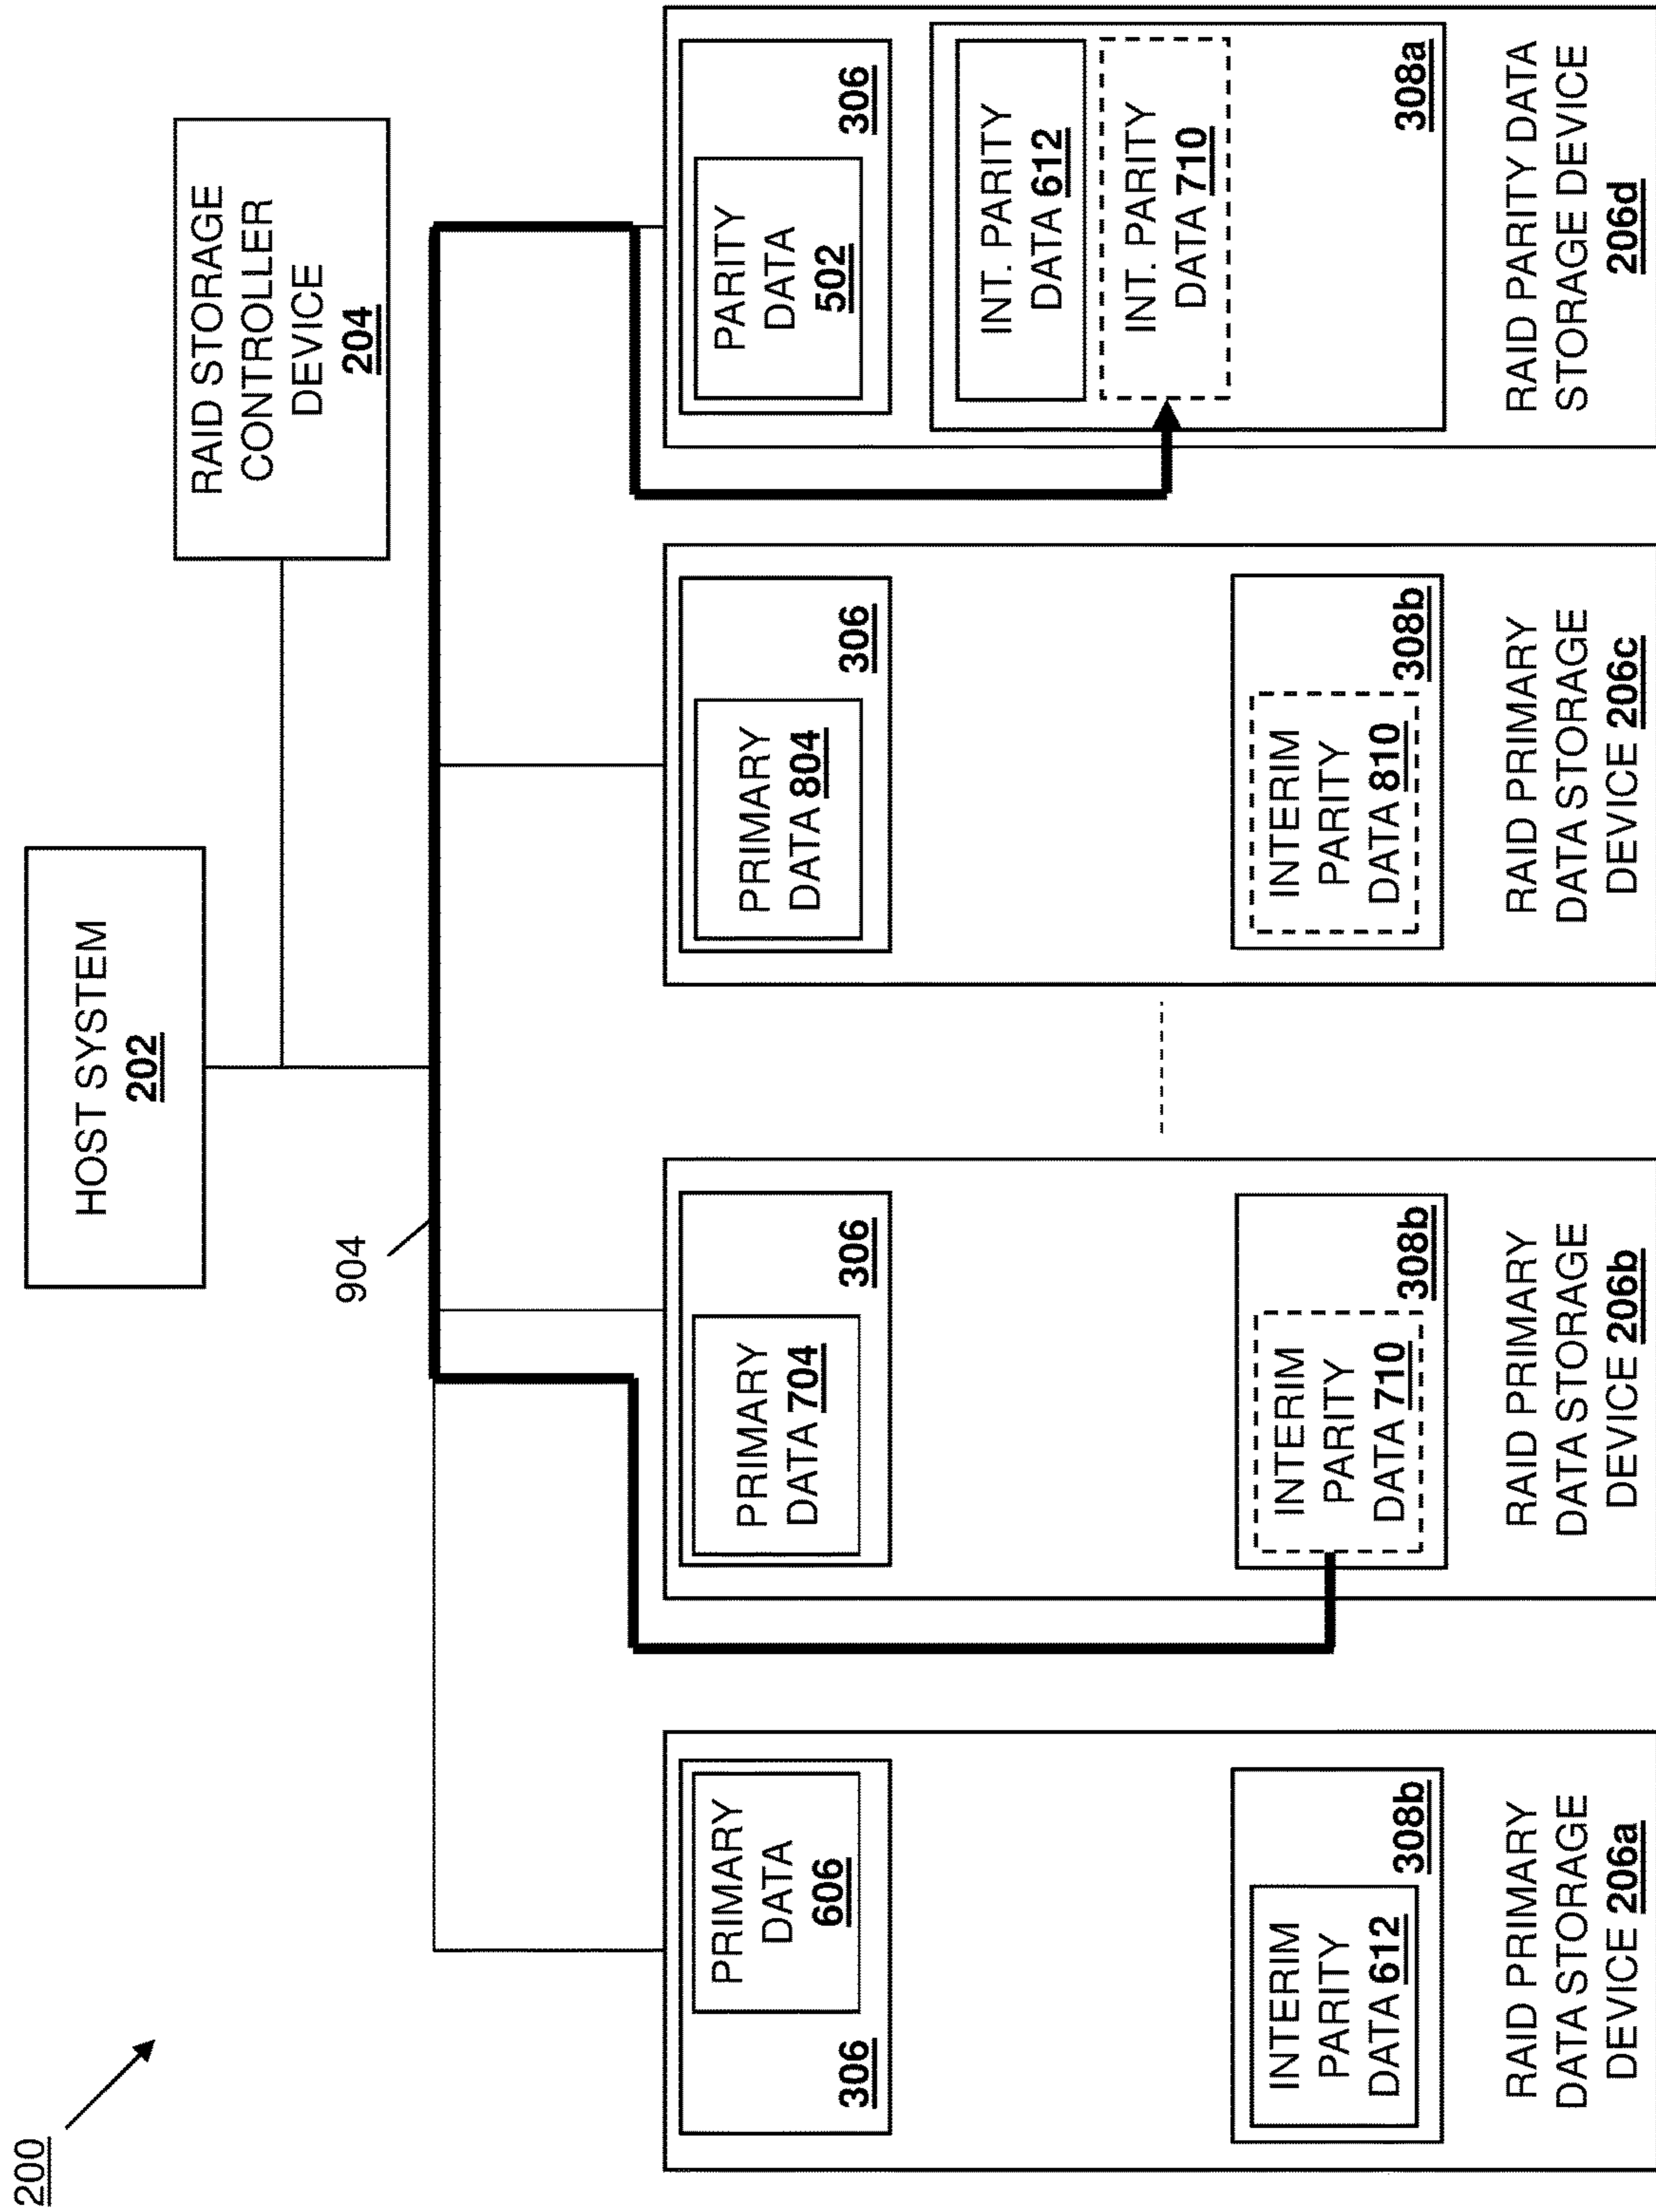 200
HOST SYSTEM
202
RAID STORAGE
CONTROLLER
DEVICE
204
904
PRIMARY
DATA
606
306
INTERIM
PARITY
DATA 612
308b
RAID PRIMARY
DATA STORAGE
DEVICE 206a
PRIMARY
DATA 704
306
INTERIM
PARITY
DATA 710
308b
RAID PRIMARY
DATA STORAGE
DEVICE 206b
PRIMARY
DATA 804
306
INTERIM
PARITY
DATA 810
308b
RAID PRIMARY
DATA STORAGE
DEVICE 206c
PARITY
DATA
502
306
INT. PARITY
DATA 612
INT. PARITY
DATA 710
308a
RAID PARITY DATA
STORAGE DEVICE
206d